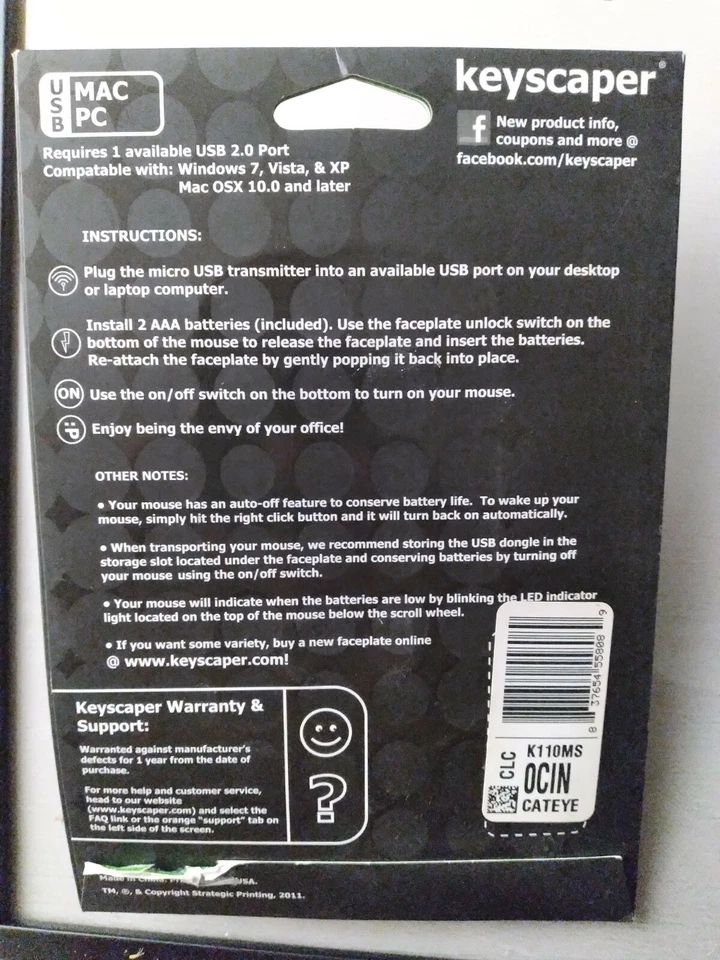 USB MAC
PC
Requires 1 available USB 2.0 Port
Compatable with: Windows 7, Vista, & XP
Mac OSX 10.0 and later
keyscaper®
f New product info,
coupons and more @
facebook.com/keyscaper
INSTRUCTIONS:
Plug the micro USB transmitter into an available USB port on your desktop
or laptop computer.
Install 2 AAA batteries (included). Use the faceplate unlock switch on the
bottom of the mouse to release the faceplate and insert the batteries.
Re-attach the faceplate by gently popping it back into place.
ON Use the on/off switch on the bottom to turn on your mouse.
:P Enjoy being the envy of your office!
OTHER NOTES:
• Your mouse has an auto-off feature to conserve battery life. To wake up your
mouse, simply hit the right click button and it will turn back on automatically.
• When transporting your mouse, we recommend storing the USB dongle in the
storage slot located under the faceplate and conserving batteries by turning off
your mouse using the on/off switch.
• Your mouse will indicate when the batteries are low by blinking the LED indicator
light located on the top of the mouse below the scroll wheel.
• If you want some variety, buy a new faceplate online
@ www.keyscaper.com!
Keyscaper Warranty &
Support:
Warranted against manufacturer's
defects for 1 year from the date of
purchase.
For more help and customer service,
head to our website
(www.keyscaper.com) and select the
FAQ link or the orange "support" tab on
the left side of the screen.
?
8 37654 55808 9
CLC
K110MS
OCIN
CATEYE
Made in China. USA.
TM, ®, & Copyright Strategic Printing, 2011.